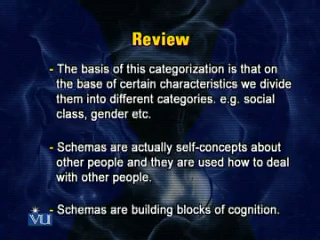 Review
- The basis of this categorization is that on
the base of certain characteristics we divide
them into different categories. e.g. social
class, gender etc.
- Schemas are actually self-concepts about
other people and they are used how to deal
with other people.
- Schemas are building blocks of cognition.
VU